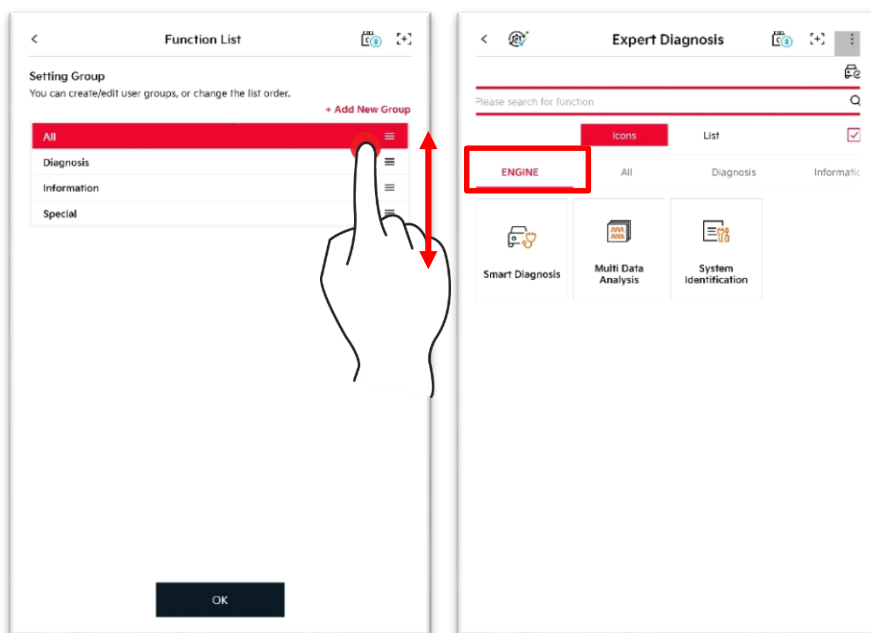 Function List
Setting Group
You can create/edit user groups, or change the list order.
+ Add New Group
All
Diagnosis
Information
Special
OK
Expert Diagnosis
Please search for function
Icons
List
ENGINE
All
Diagnosis
Informatic
Smart Diagnosis
Multi Data
Analysis
System
Identification